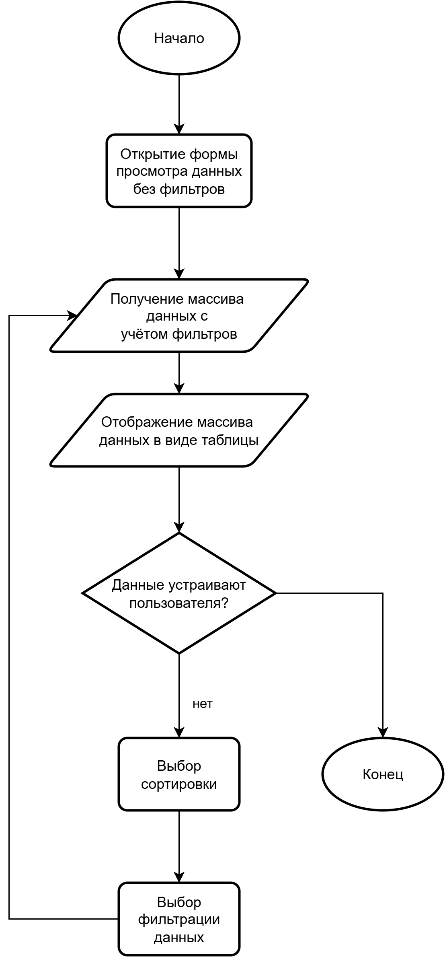 Начало
Открытие формы
просмотра данных
без фильтров
Получение массива
данных с
учётом фильтров
Отображение массива
данных в виде таблицы
Данные устраивают
пользователя?
нет
Выбор
сортировки
Конец
Выбор
фильтрации
данных